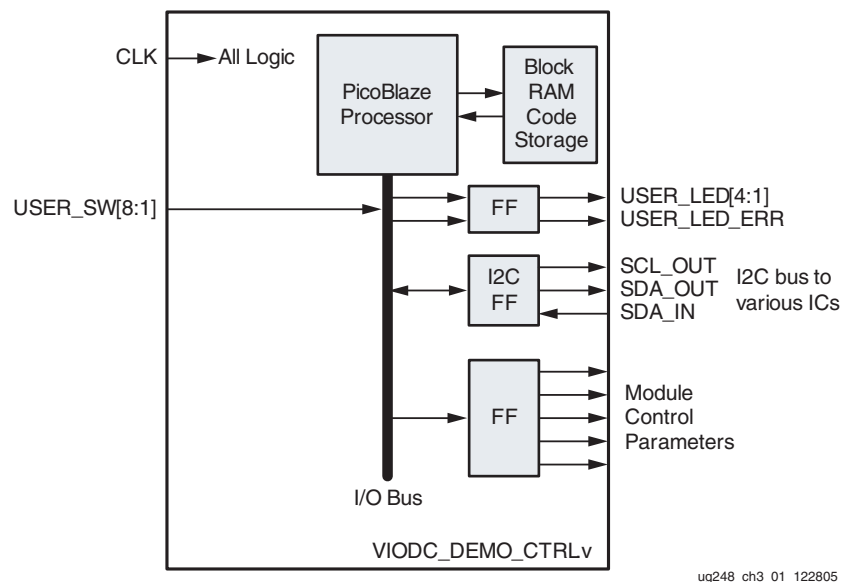 CLK
All Logic
PicoBlaze
Processor
Block
RAM
Code
Storage
USER_SW[8:1]
FF
USER_LED[4:1]
USER_LED_ERR
I2C
FF
SCL_OUT
SDA_OUT
SDA_IN
I2C bus to
various ICs
FF
Module
Control
Parameters
I/O Bus
VIODC_DEMO_CTRLv
ug248_ch3_01_122805